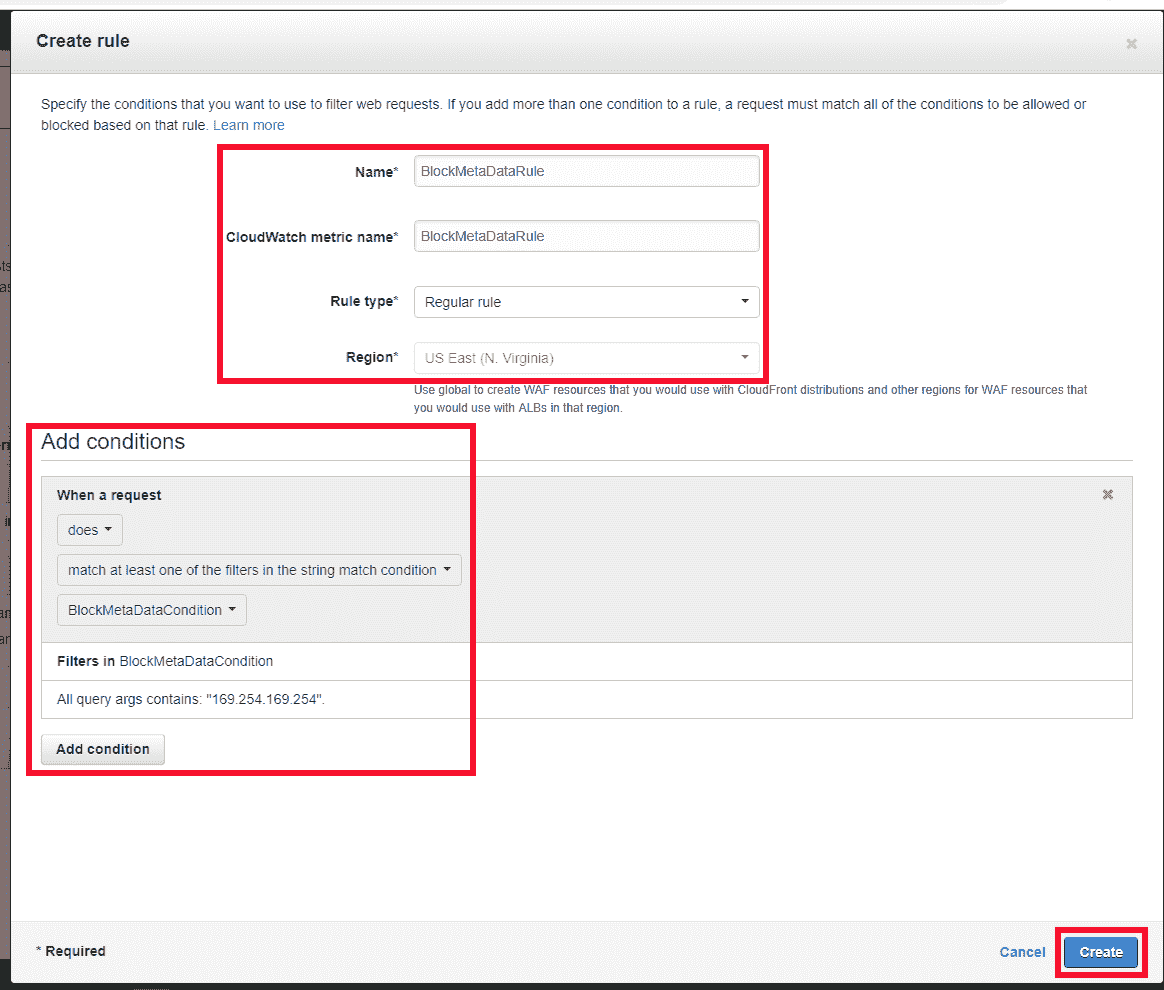 Create rule
Specify the conditions that you want to use to filter web requests. If you add more than one condition to a rule, a request must match all of the conditions to be allowed or
blocked based on that rule. Learn more
Name* BlockMetaDataRule
CloudWatch metric name* BlockMetaDataRule
Rule type* Regular rule
Region* US East (N. Virginia)
Use global to create WAF resources that you would use with CloudFront distributions and other regions for WAF resources that
you would use with ALBs in that region.
Add conditions
When a request
does
match at least one of the filters in the string match condition
BlockMetaDataCondition
Filters in BlockMetaDataCondition
All query args contains: "169.254.169.254".
Add condition
* Required
Cancel Create